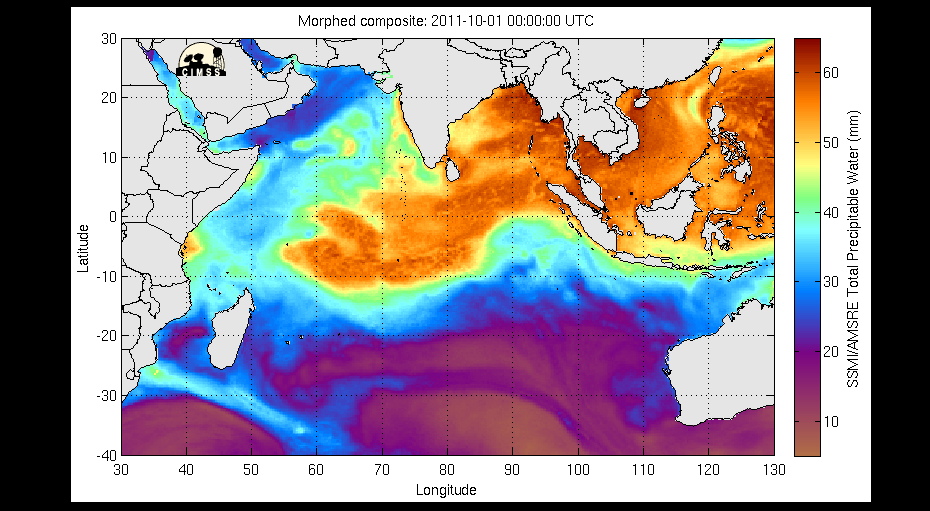 Morphed composite: 2011-10-01 00:00:00 UTC
CIMSS
30
20
10
0
-10
-20
-30
-40
Latitude
30 40 50 60 70 80 90 100 110 120 130
Longitude
60
50
40
30
20
10
SSMI/AMSRE Total Precipitable Water (mm)